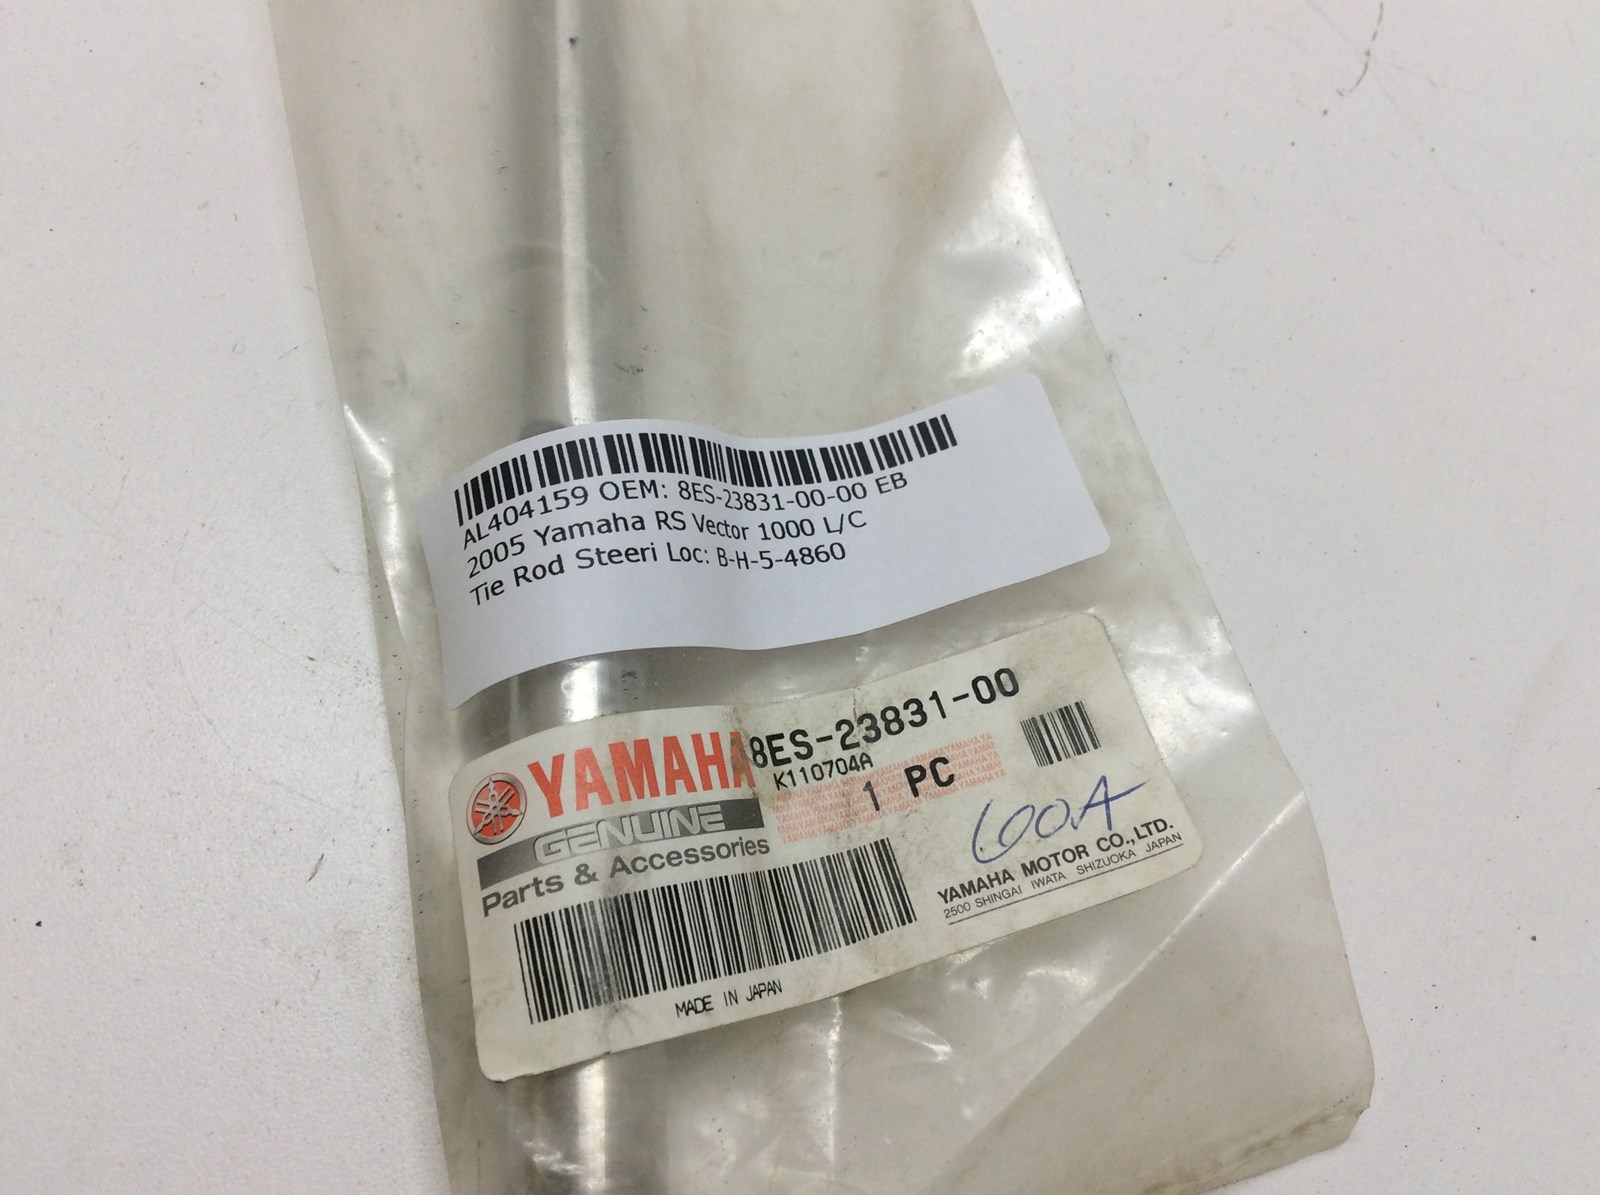 AL404159 OEM: 8ES-23831-00-00 EB
2005 Yamaha RS Vector 1000 L/C
Tie Rod Steeri Loc: B-H-5-4860
YAMAHA
GENUINE
Parts & Accessories
8ES-23831-00
K110704A
1 PC
600A
YAMAHA MOTOR CO.,LTD.
2500 SHINGAI IWATA SHIZUOKA JAPAN
MADE IN JAPAN